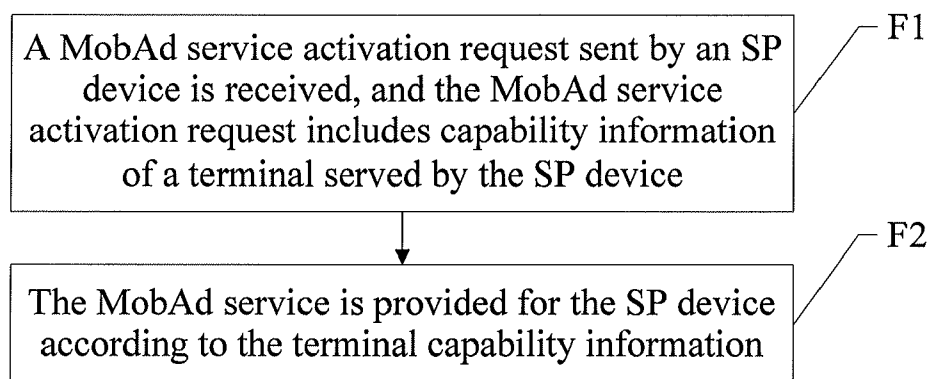 A MobAd service activation request sent by an SP
device is received, and the MobAd service
activation request includes capability information
of a terminal served by the SP device
F1
The MobAd service is provided for the SP device
according to the terminal capability information
F2